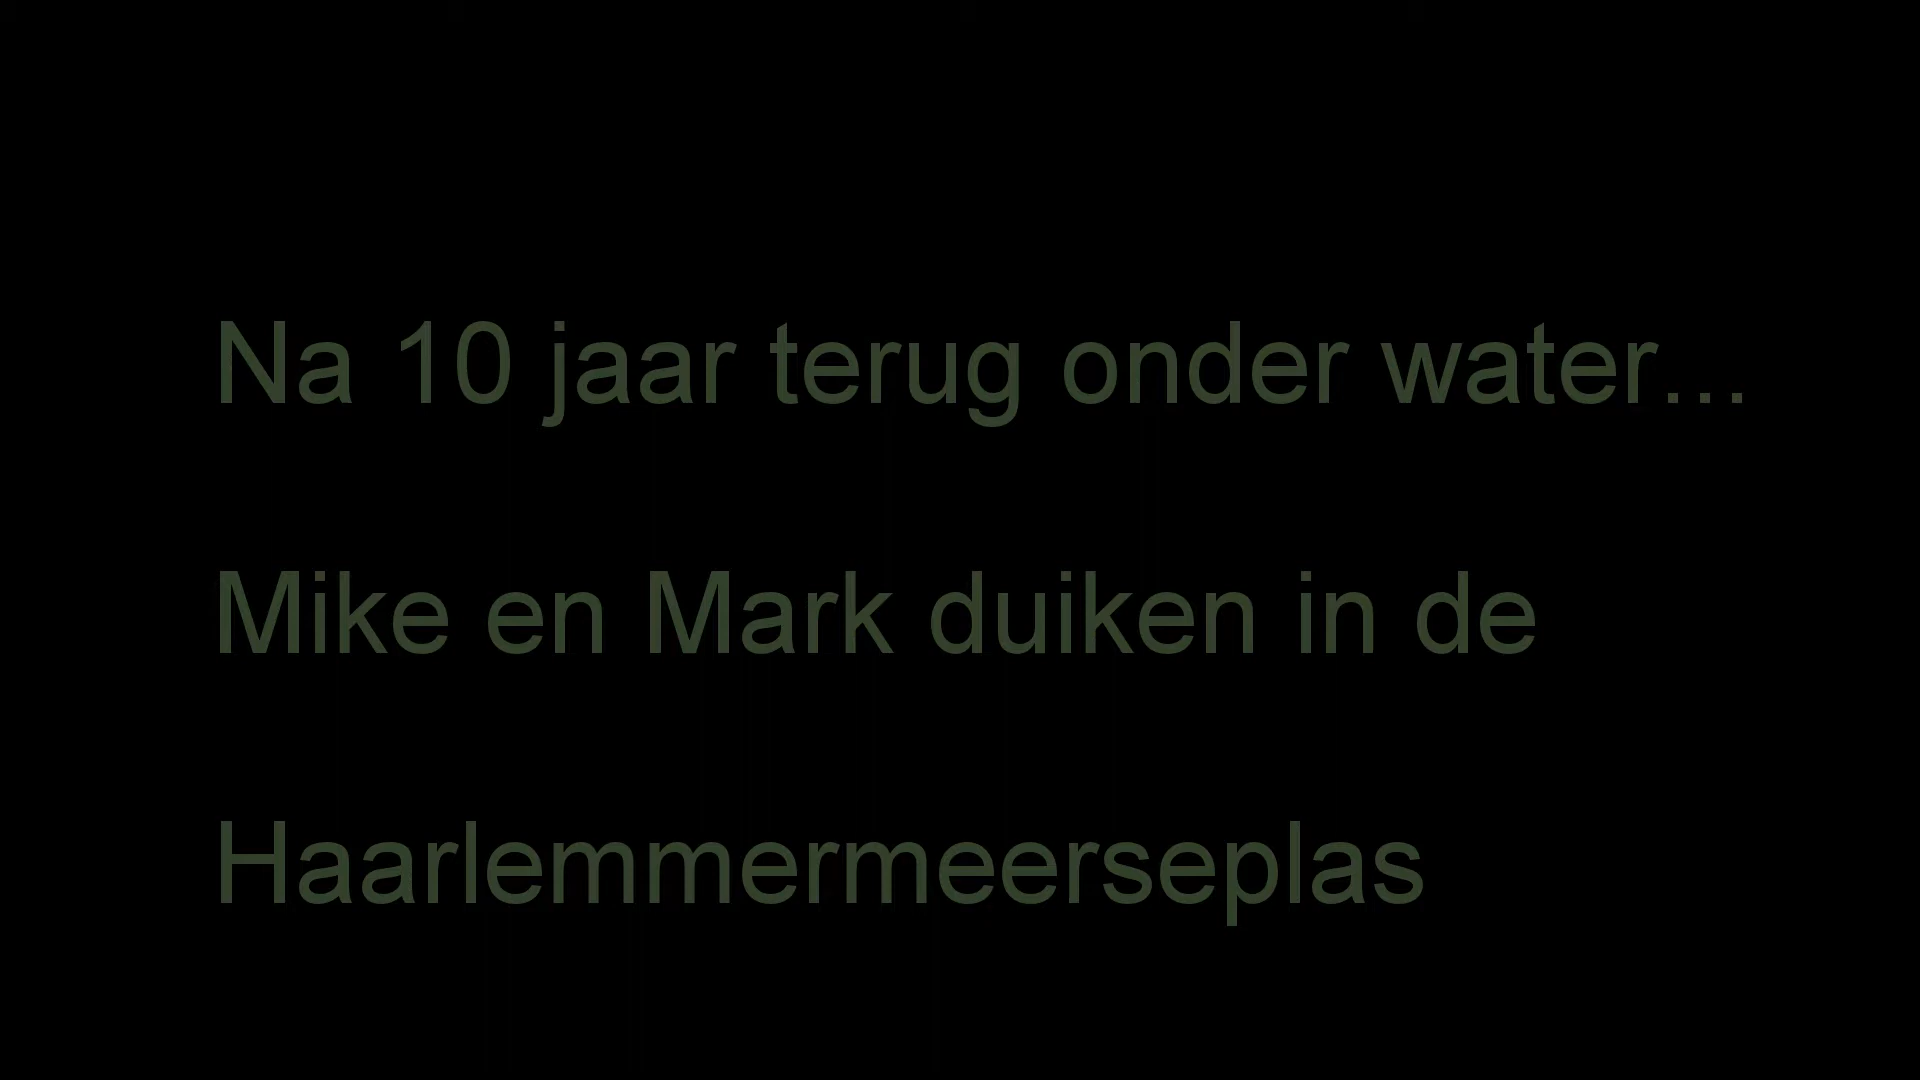 Na 10 jaar terug onder water...
Mike en Mark duiken in de
Haarlemmermeerseplas